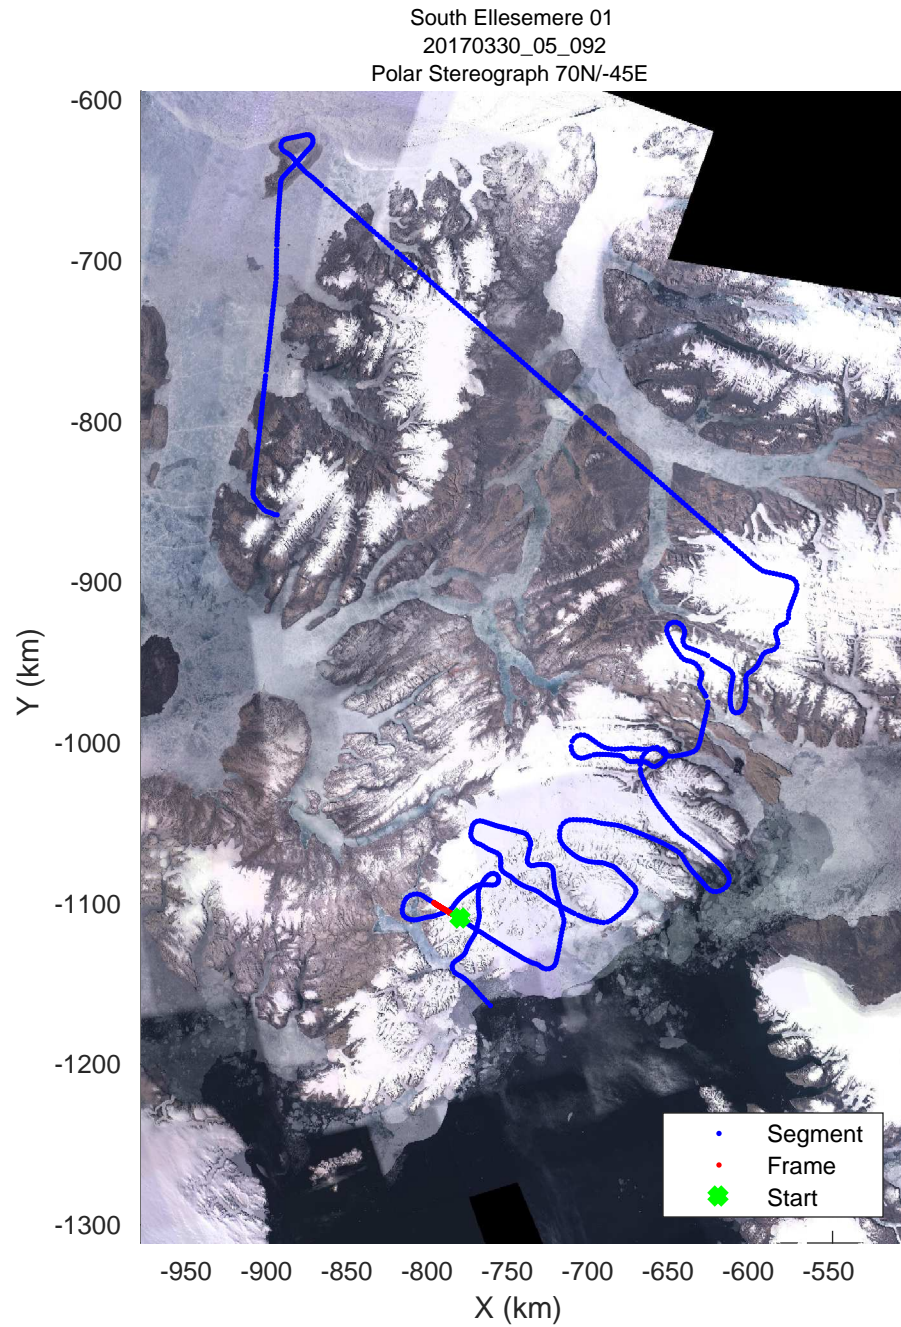 South Ellesemere 01
20170330_05_092
Polar Stereograph 70N/-45E
-600
-700
-800
-900
-1000
-1100
-1200
-1300
Y (km)
Segment
Frame
Start
-950 -900 -850 -800 -750 -700 -650 -600 -550
X (km)